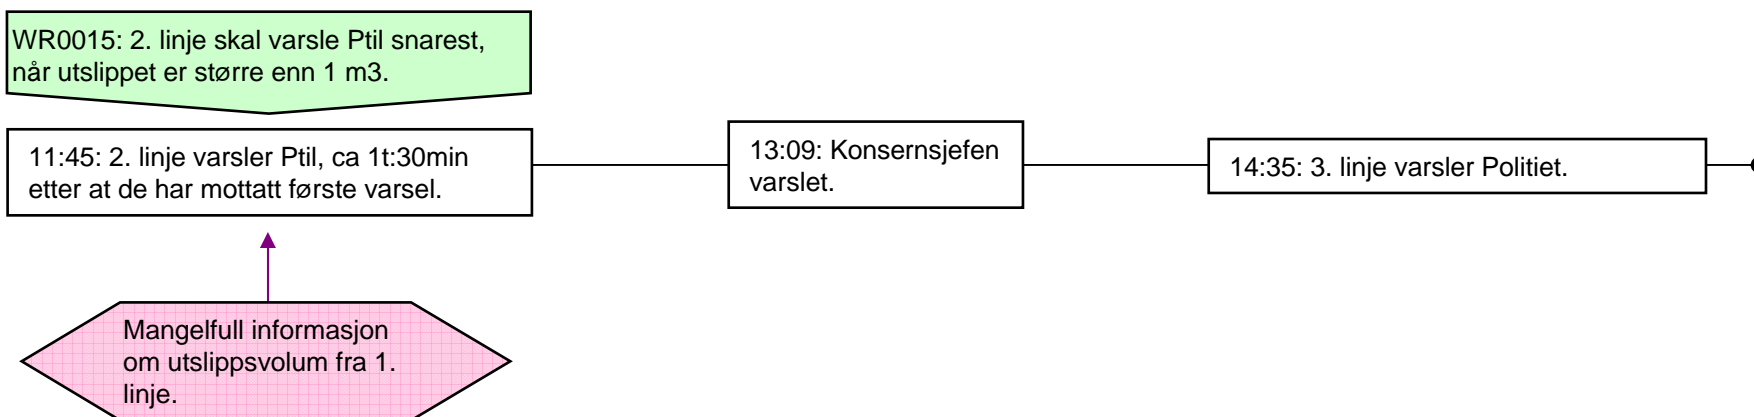 WR0015: 2. linje skal varsle Ptil snarest,
når utslippet er større enn 1 m3.
11:45: 2. linje varsler Ptil, ca 1t:30min
etter at de har mottatt første varsel.
13:09: Konsernsjefen
varslet.
14:35: 3. linje varsler Politiet.
Mangelfull informasjon
om utslippsvolum fra 1.
linje.